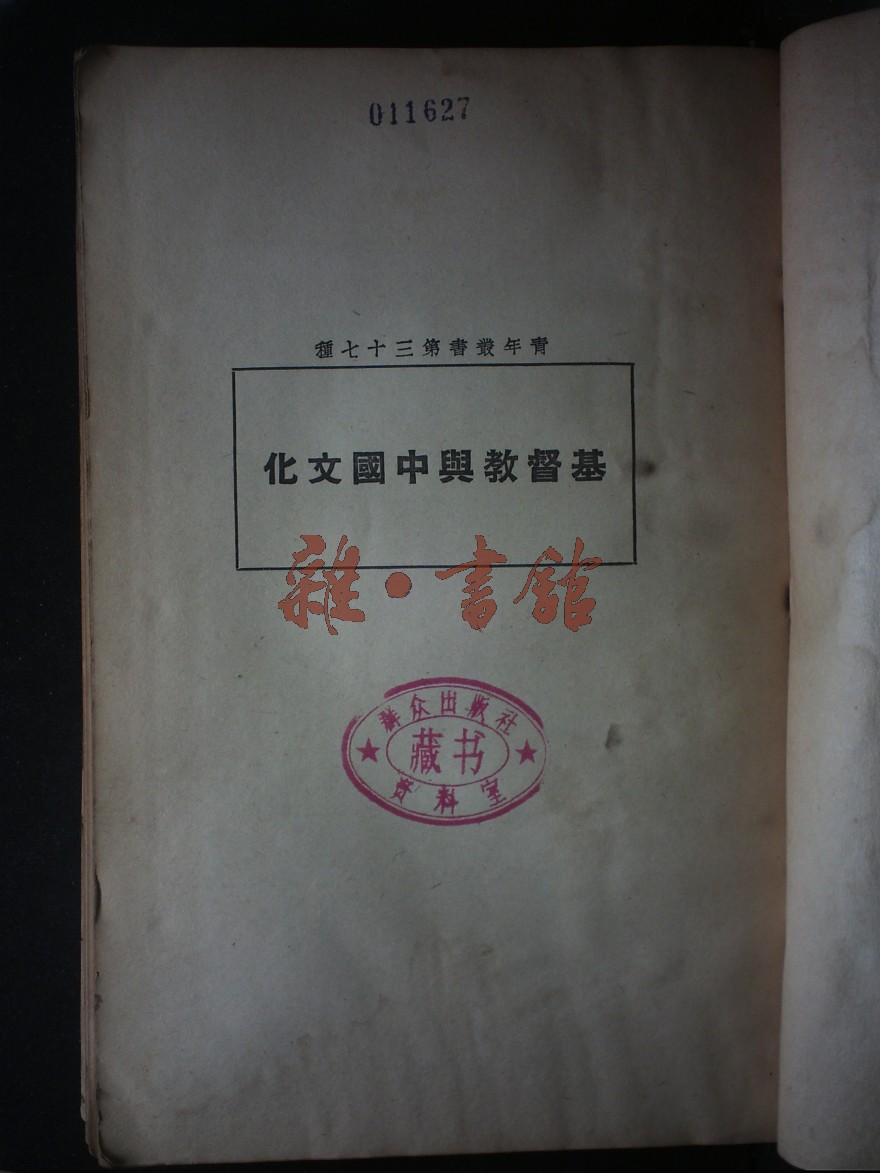 011627
青年叢書第三十七種
基督教與中國文化
雜·書館
群众出版社
藏书
资料室